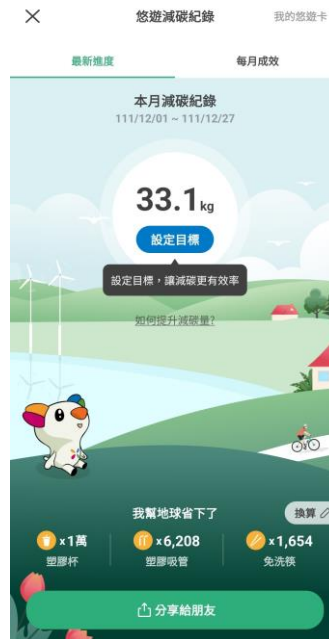 悠遊減碳紀錄
我的悠遊卡
最新進度
每月成效
本月減碳紀錄
111/12/01 ~ 111/12/27
33.1kg
設定目標
設定目標，讓減碳更有效率
如何提升減碳量?
我幫地球省下了
換算
x1萬
塑膠杯
x6,208
塑膠吸管
x1,654
免洗筷
分享給朋友